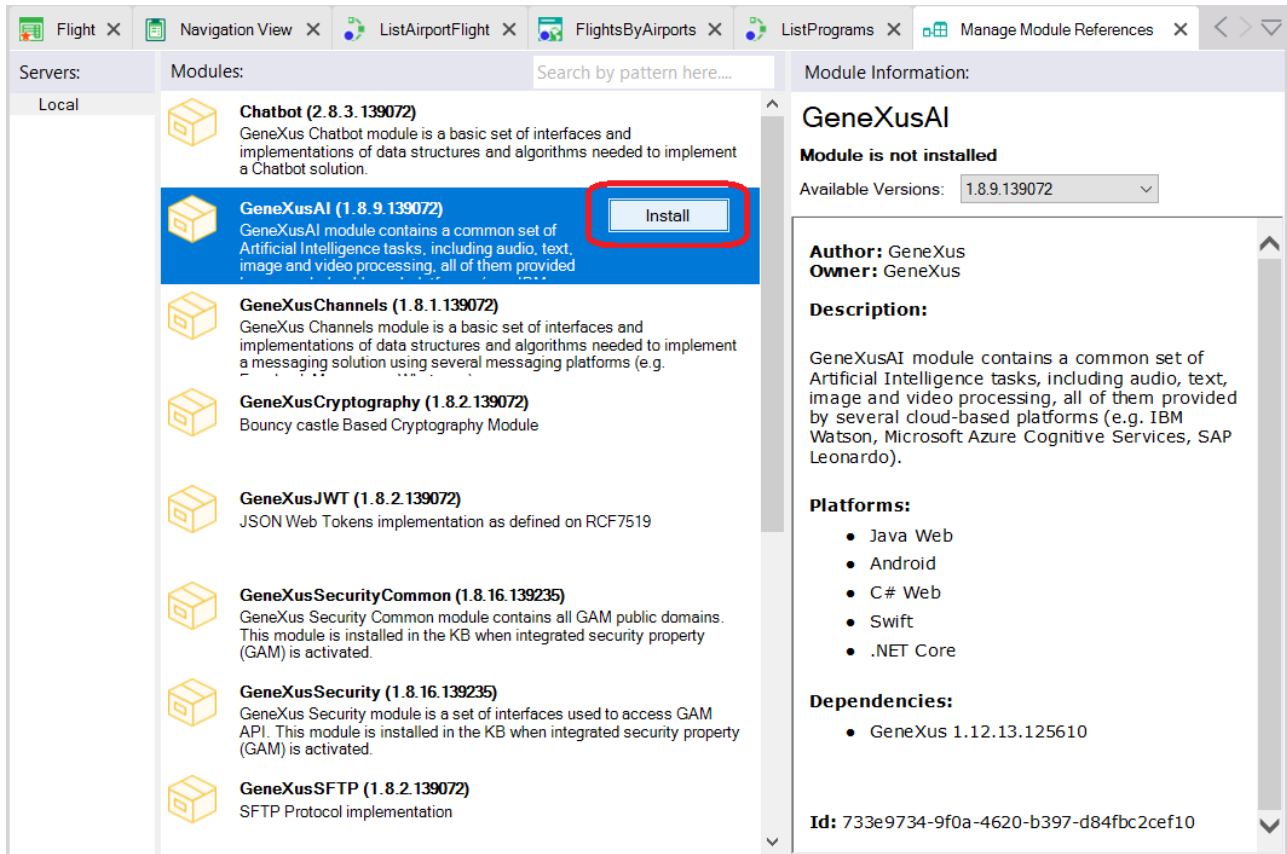 Flight
Navigation View
ListAirportFlight
FlightsByAirports
ListPrograms
Manage Module References
Servers:
Local
Modules:
Search by pattern here....
Chatbot (2.8.3.139072)
GeneXus Chatbot module is a basic set of interfaces and
implementations of data structures and algorithms needed to implement
a Chatbot solution.
GeneXusAI (1.8.9.139072)
Install
GeneXusAI module contains a common set of
Artificial Intelligence tasks, including audio, text,
image and video processing, all of them provided
GeneXusChannels (1.8.1.139072)
GeneXus Channels module is a basic set of interfaces and
implementations of data structures and algorithms needed to implement
a messaging solution using several messaging platforms (e.g.
GeneXusCryptography (1.8.2.139072)
Bouncy castle Based Cryptography Module
GeneXusJWT (1.8.2.139072)
JSON Web Tokens implementation as defined on RCF7519
GeneXusSecurityCommon (1.8.16.139235)
GeneXus Security Common module contains all GAM public domains.
This module is installed in the KB when integrated security property
(GAM) is activated.
GeneXusSecurity (1.8.16.139235)
GeneXus Security module is a set of interfaces used to access GAM
API. This module is installed in the KB when integrated security property
(GAM) is activated.
GeneXusSFTP (1.8.2.139072)
SFTP Protocol implementation
Module Information:
GeneXusAI
Module is not installed
Available Versions: 1.8.9.139072
Author: GeneXus
Owner: GeneXus
Description:
GeneXusAI module contains a common set of
Artificial Intelligence tasks, including audio, text,
image and video processing, all of them provided
by several cloud-based platforms (e.g. IBM
Watson, Microsoft Azure Cognitive Services, SAP
Leonardo).
Platforms:
● Java Web
● Android
● C# Web
● Swift
● .NET Core
Dependencies:
● GeneXus 1.12.13.125610
Id: 733e9734-9f0a-4620-b397-d84fbc2cef10